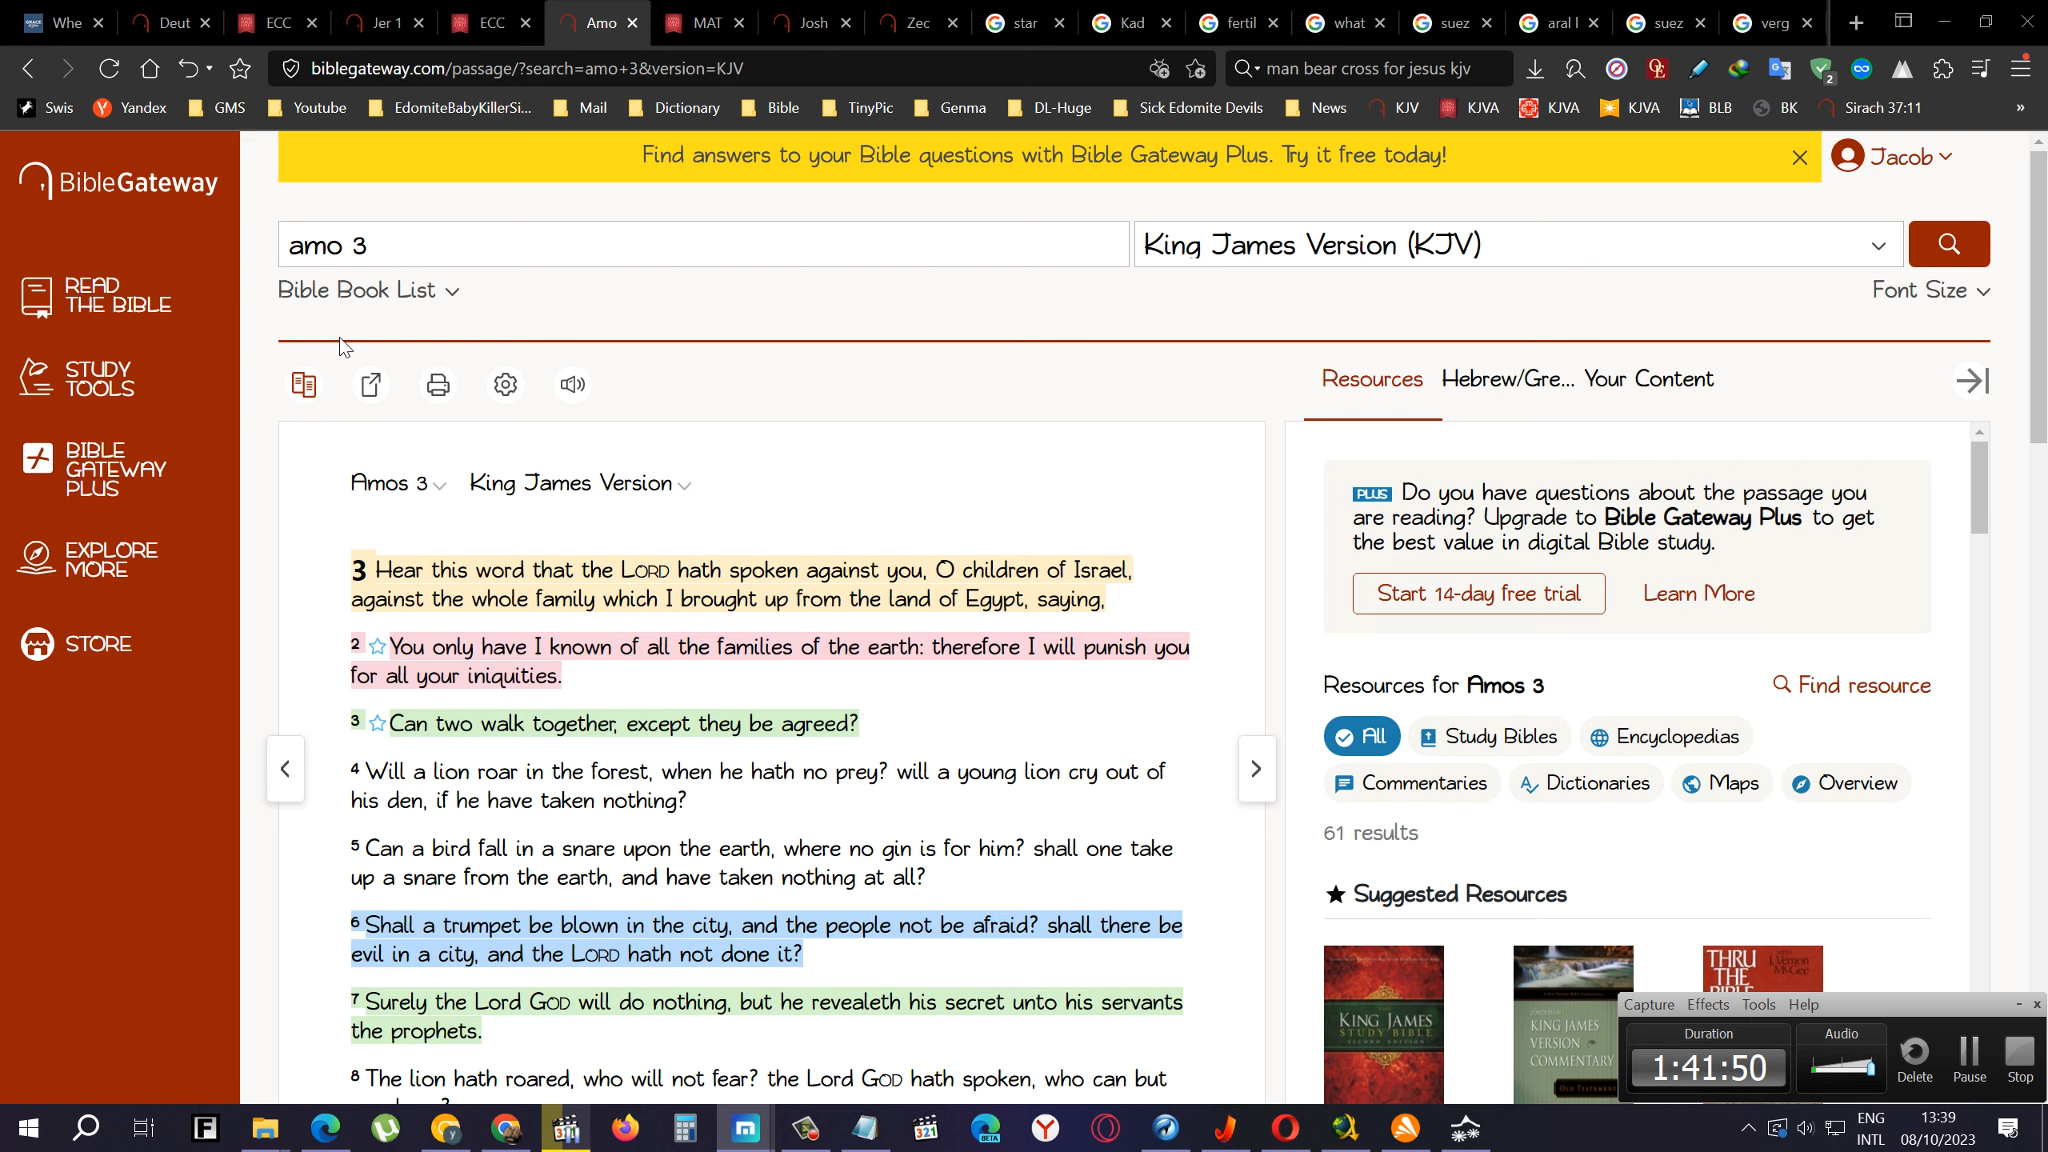 Whe
Deut
ECC
Jer 1
ECC
Amo
MAT
Josh
Zec
star
Kad
fertil
what
suez
aral l
suez
verg
biblegateway.com/passage/?search=amo+3&version=KJV
man bear cross for jesus kjv
Swis
Yandex
GMS
Youtube
EdomiteBabyKillerSi...
Mail
Dictionary
Bible
TinyPic
Genma
DL-Huge
Sick Edomite Devils
News
KJV
KJVA
KJVA
KJVA
BLB
BK
Sirach 37:11
»
Find answers to your Bible questions with Bible Gateway Plus. Try it free today!
Jacob
BibleGateway
READ
THE BIBLE
STUDY
TOOLS
BIBLE
GATEWAY
PLUS
EXPLORE
MORE
STORE
amo 3
King James Version (KJV)
Bible Book List
Font Size
Resources
Hebrew/Gre...
Your Content
Amos 3
King James Version
3 Hear this word that the LORD hath spoken against you, O children of Israel,
against the whole family which I brought up from the land of Egypt, saying,
2 You only have I known of all the families of the earth: therefore I will punish you
for all your iniquities.
3 Can two walk together, except they be agreed?
4 Will a lion roar in the forest, when he hath no prey? will a young lion cry out of
his den, if he have taken nothing?
5 Can a bird fall in a snare upon the earth, where no gin is for him? shall one take
up a snare from the earth, and have taken nothing at all?
6 Shall a trumpet be blown in the city, and the people not be afraid? shall there be
evil in a city, and the LORD hath not done it?
7 Surely the Lord GOD will do nothing, but he revealeth his secret unto his servants
the prophets.
8 The lion hath roared, who will not fear? the Lord GOD hath spoken, who can but
PLUS Do you have questions about the passage you
are reading? Upgrade to Bible Gateway Plus to get
the best value in digital Bible study.
Start 14-day free trial
Learn More
Resources for Amos 3
Find resource
All
Study Bibles
Encyclopedias
Commentaries
Dictionaries
Maps
Overview
61 results
Suggested Resources
KING JAMES
STUDY BIBLE
SECOND EDITION
KING JAMES
VERSION
COMMENTARY
THRU
THE
BIBLE
J. Vernon
McGee
Capture
Effects
Tools
Help
Duration
1:41:50
Audio
Delete
Pause
Stop
ENG
INTL
13:39
08/10/2023